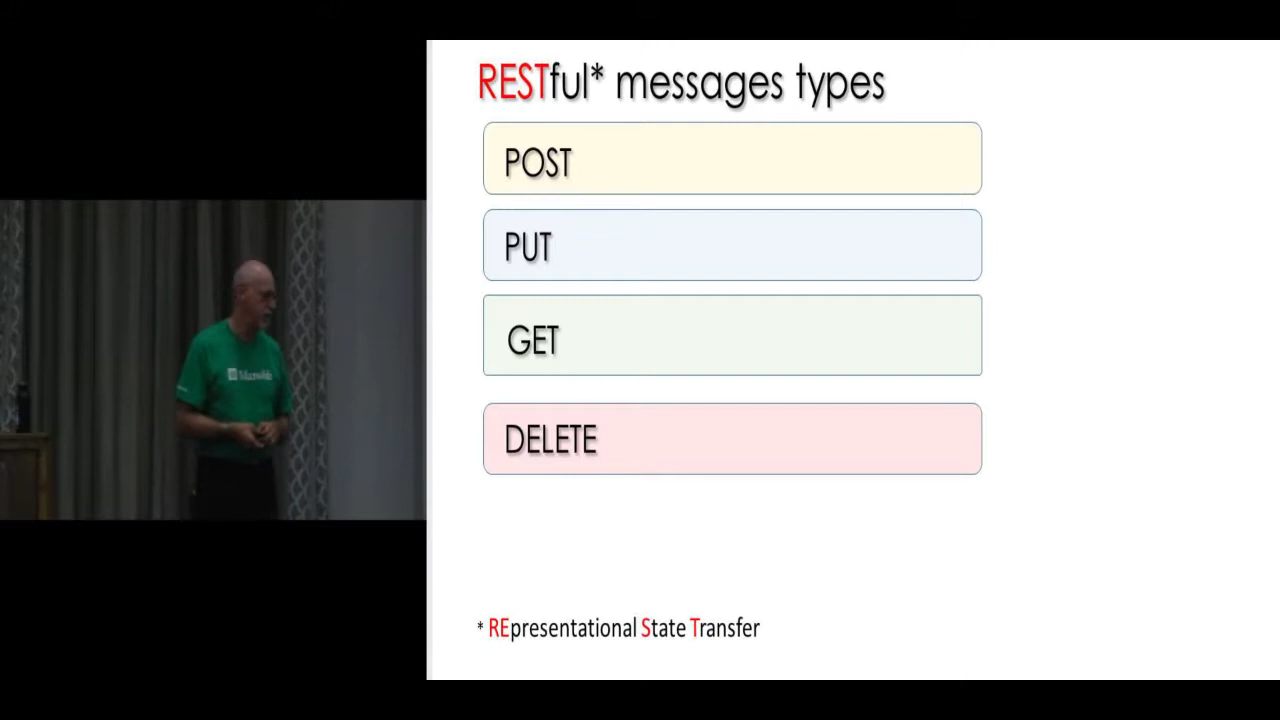 RESTful* messages types
POST
PUT
GET
DELETE
* REpresentational State Transfer